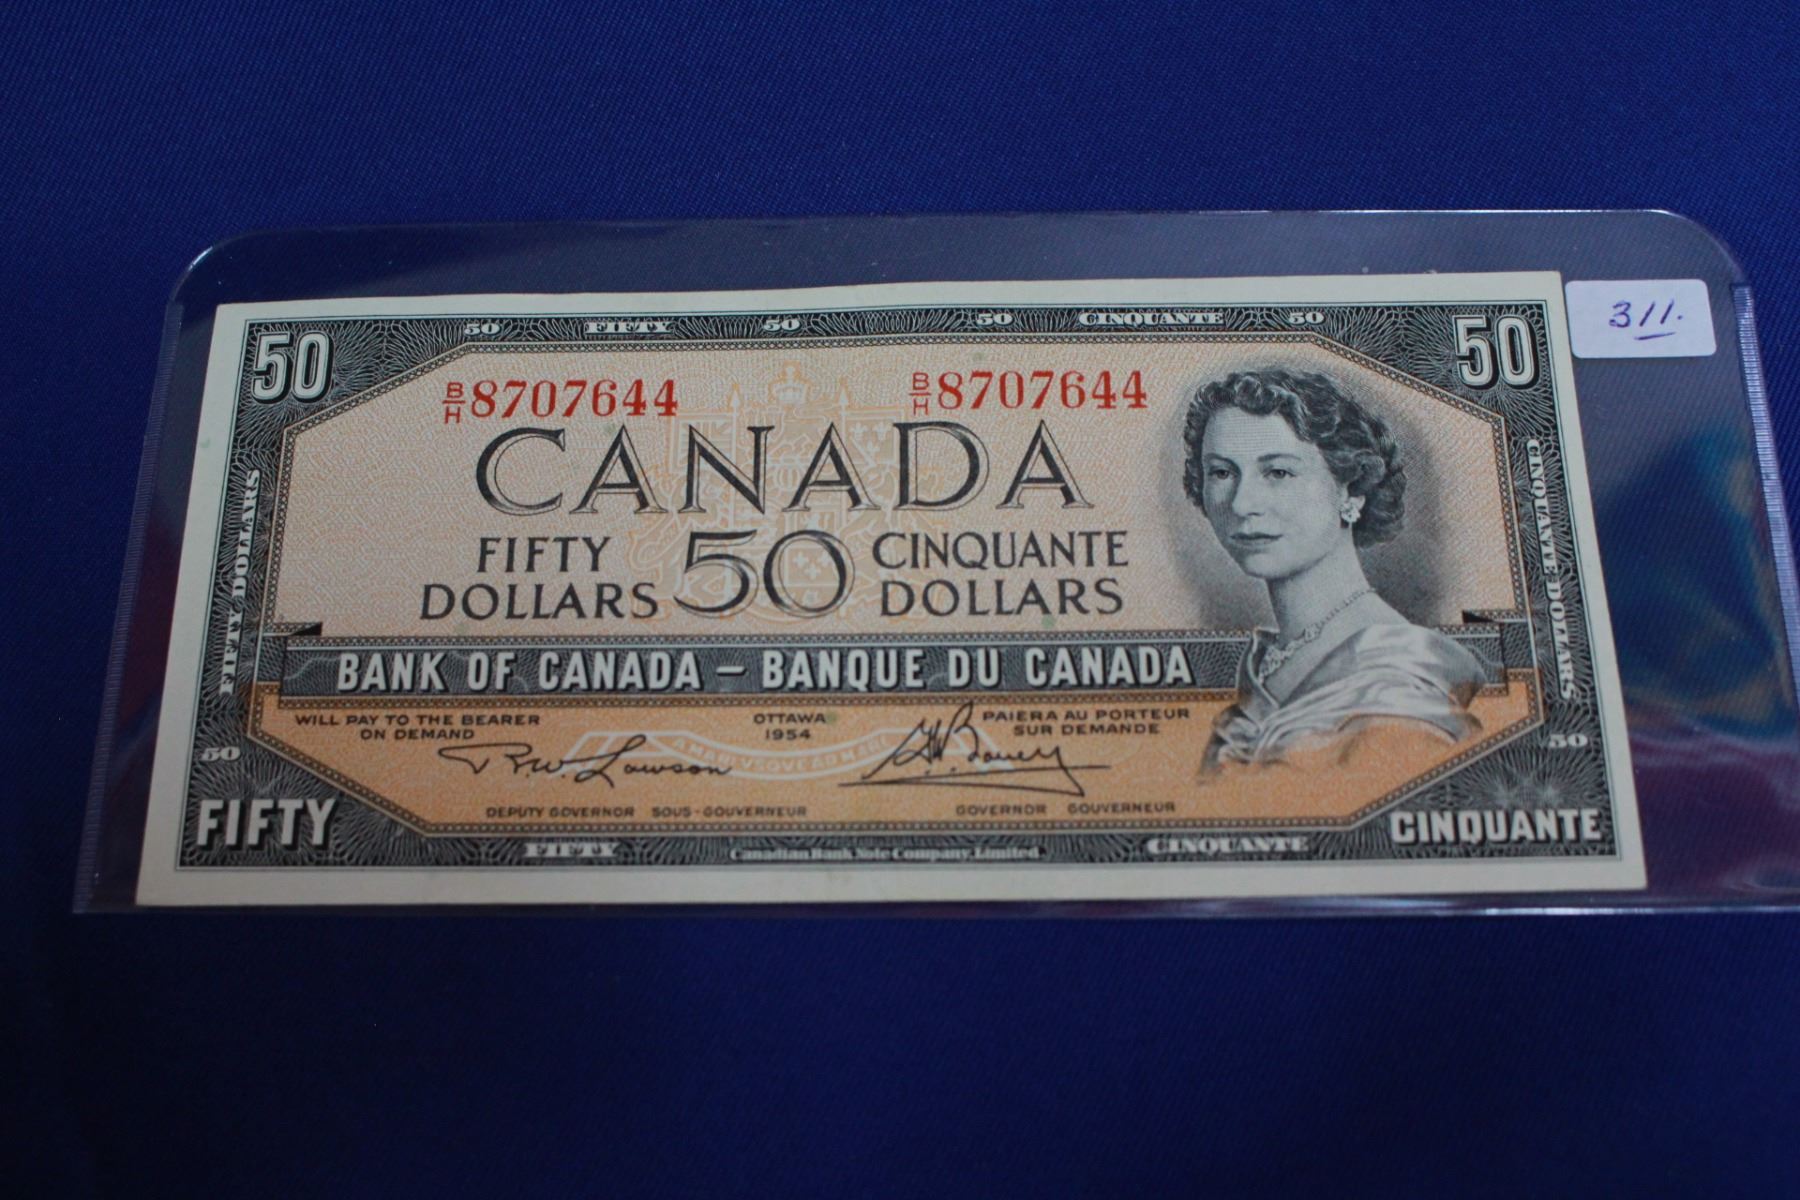 50 FIFTY 50 50 CINQUANTE 50
50 50
311.
B/H 8707644 B/H 8707644
CANADA
FIFTY DOLLARS
CINQUANTE DOLLARS
FIFTY 50 CINQUANTE
DOLLARS DOLLARS
BANK OF CANADA – BANQUE DU CANADA
WILL PAY TO THE BEARER
ON DEMAND
OTTAWA
1954
PAIERA AU PORTEUR
SUR DEMANDE
R.W. Lawson
DEPUTY GOVERNOR SOUS-GOUVERNEUR
GOVERNOR GOUVERNEUR
50 50
FIFTY CINQUANTE
FIFTY Canadian Bank Note Company, Limited CINQUANTE